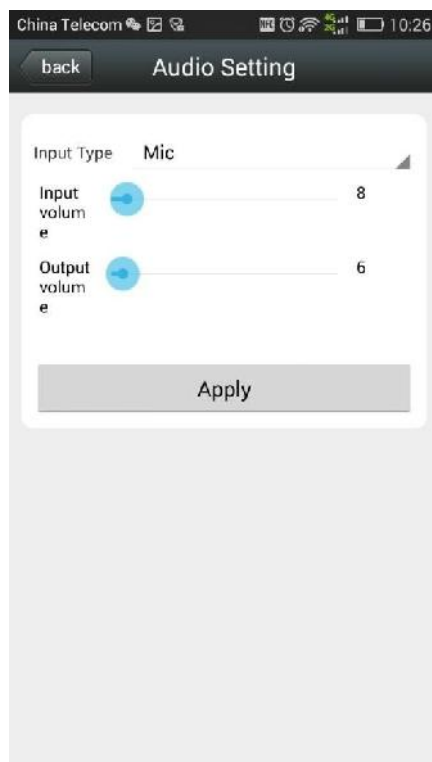 China Telecom 10:26
back Audio Setting
Input Type Mic
Input
volum
e
8
Output
volum
e
6
Apply